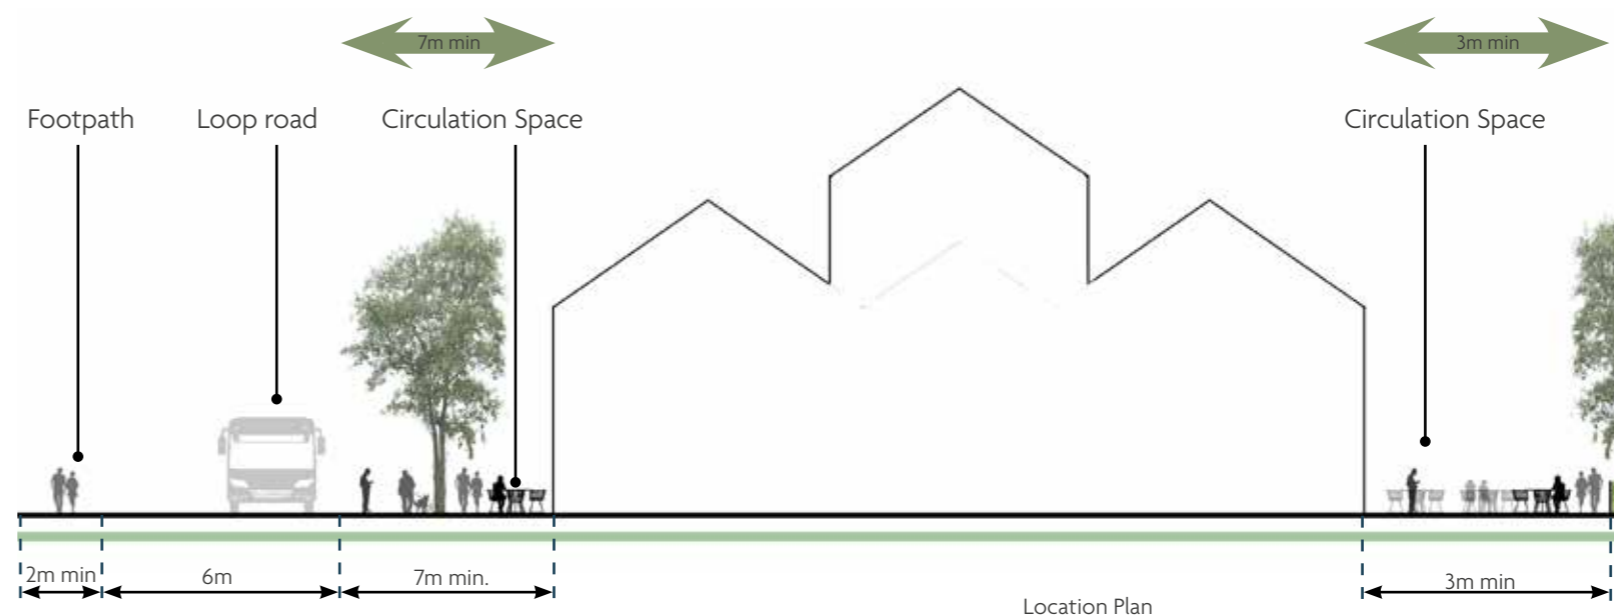 7m min
3m min
Footpath
Loop road
Circulation Space
Circulation Space
2m min
6m
7m min.
3m min
Location Plan